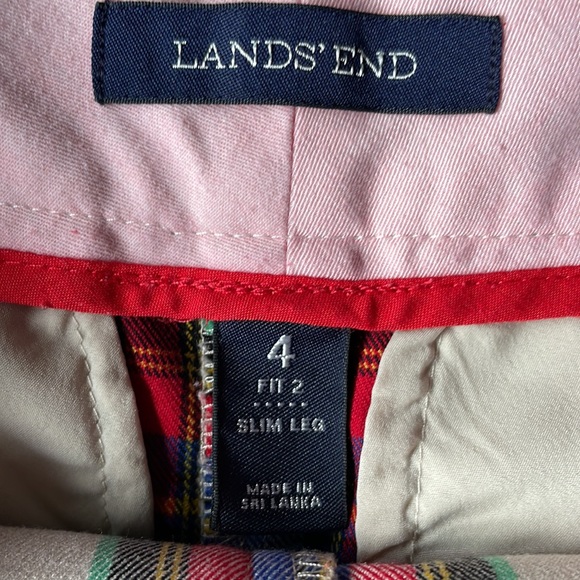 LANDS' END
4
FIT 2
SLIM LEG
MADE IN
SRI LANKA